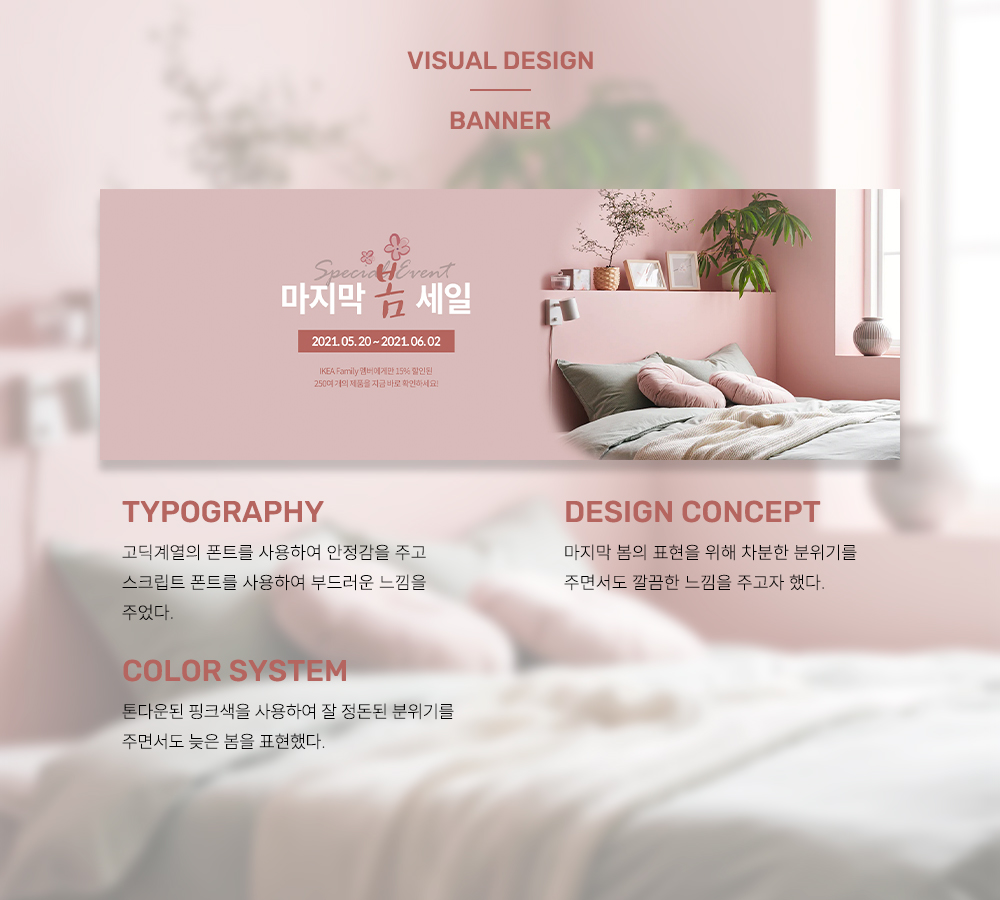 VISUAL DESIGN
BANNER
Special Event
마지막 봄 세일
2021. 05. 20 ~ 2021. 06. 02
IKEA Family 멤버에게만 15% 할인된
250여 개의 제품을 지금 바로 확인하세요!
TYPOGRAPHY
고딕계열의 폰트를 사용하여 안정감을 주고
스크립트 폰트를 사용하여 부드러운 느낌을
주었다.
DESIGN CONCEPT
마지막 봄의 표현을 위해 차분한 분위기를
주면서도 깔끔한 느낌을 주고자 했다.
COLOR SYSTEM
톤다운된 핑크색을 사용하여 잘 정돈된 분위기를
주면서도 늦은 봄을 표현했다.